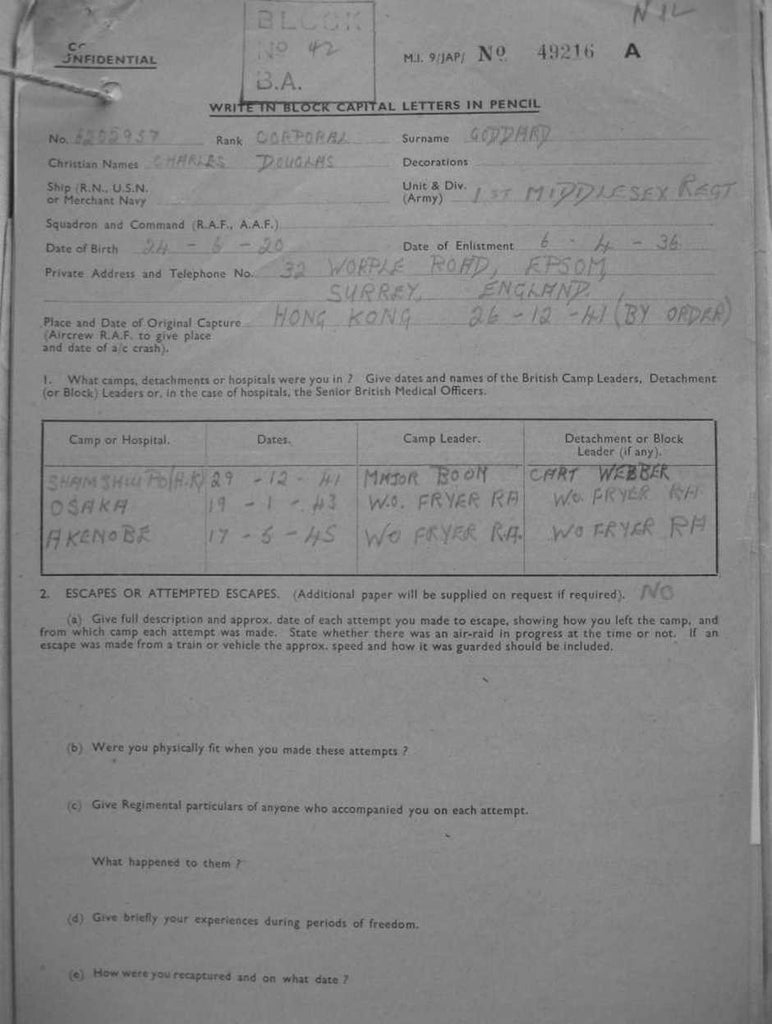 NIL
BLOCK
No 42
B.A.
CONFIDENTIAL
M.I. 9/JAP/ No. 49216 A
WRITE IN BLOCK CAPITAL LETTERS IN PENCIL
No. 6202957 Rank CORPORAL Surname GODDARD
Christian Names CHARLES DOUGLAS Decorations
Ship (R.N., U.S.N. Unit & Div. 1ST MIDDLESEX REGT
or Merchant Navy (Army)
Squadron and Command (R.A.F., A.A.F.)
Date of Birth 24 - 6 - 20 Date of Enlistment 6 - 4 - 36
Private Address and Telephone No. 32 WORPLE ROAD, EPSOM,
SURREY, ENGLAND.
Place and Date of Original Capture HONG KONG 26 - 12 - 41 (BY ORDER)
(Aircrew R.A.F. to give place
and date of a/c crash).
1. What camps, detachments or hospitals were you in ? Give dates and names of the British Camp Leaders, Detachment
(or Block) Leaders or, in the case of hospitals, the Senior British Medical Officers.
Camp or Hospital. Dates. Camp Leader. Detachment or Block
Leader (if any).
SHAMSHUI PO (H.K) 29 - 12 - 41 MAJOR BOON CAPT WEBBER
OSAKA 19 - 1 - 43 W.O. FRYER RA W.O. FRYER RA
AKENOBE 17 - 6 - 45 WO FRYER R.A. WO FRYER RA
2. ESCAPES OR ATTEMPTED ESCAPES. (Additional paper will be supplied on request if required). NO
(a) Give full description and approx. date of each attempt you made to escape, showing how you left the camp, and
from which camp each attempt was made. State whether there was an air-raid in progress at the time or not. If an
escape was made from a train or vehicle the approx. speed and how it was guarded should be included.
(b) Were you physically fit when you made these attempts ?
(c) Give Regimental particulars of anyone who accompanied you on each attempt.
What happened to them ?
(d) Give briefly your experiences during periods of freedom.
(e) How were you recaptured and on what date ?